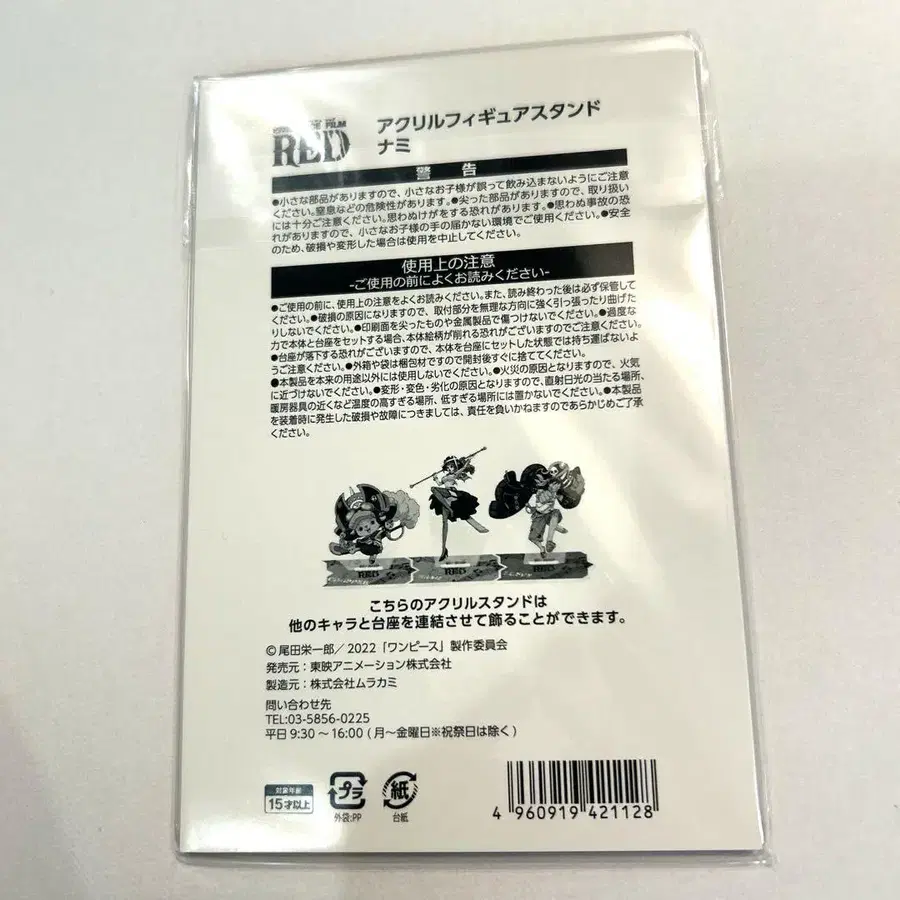 FILM
RED
アクリルフィギュアスタンド
ナミ
警 告
●小さな部品がありますので、小さなお子様が誤って飲み込まないようにご注意
ください。窒息などの危険性があります。●尖った部品がありますので、取り扱い
には十分ご注意ください。思わぬけがをする恐れがあります。●思わぬ事故の恐
れがありますので、小さなお子様の手の届かない環境でご使用ください。●安全
のため、破損や変形した場合は使用を中止してください。
使用上の注意
-ご使用の前によくお読みください-
●ご使用の前に、使用上の注意をよくお読みください。また、読み終わった後は必ず保管して
ください。●破損の原因になりますので、取付部分を無理な方向に強く引っ張ったり曲げた
りしないでください。●印刷面を尖ったものや金属製品で傷つけないでください。●過度な
力で本体と台座をセットする場合、本体絵柄が削れる恐れがございますのでご注意ください。
●台座が落下する恐れがございますので、本体を台座にセットした状態では持ち運ばないよ
うご注意ください。●外箱や袋は梱包材ですので開封後すぐに捨ててください。
●本製品を本来の用途以外には使用しないでください。●火災の原因となりますので、火気
に近づけないでください。●変形・変色・劣化の原因となりますので、直射日光の当たる場所、
暖房器具の近くなど温度の高すぎる場所、低すぎる場所には置かないでください。●本製品
を装着時に発生した破損や故障につきましては、責任を負いかねますのであらかじめご了承
ください。
RED
RED
RED
こちらのアクリルスタンドは
他のキャラと台座を連結させて飾ることができます。
©尾田栄一郎／2022「ワンピース」製作委員会
発売元：東映アニメーション株式会社
製造元：株式会社ムラカミ
問い合わせ先
TEL:03-5856-0225
平日 9:30～16:00 (月～金曜日※祝祭日は除く)
対象年齢
15才以上
プラ
外袋:PP
紙
台紙
4 960919 421128